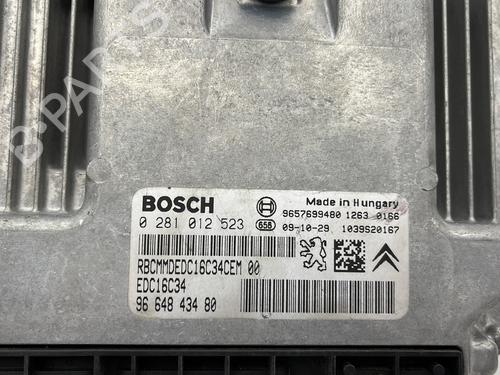 B-PARTS
BOSCH
Made in Hungary
9657699480 1263 0166
0 281 012 523
658
09-10-29 1039S20167
RBCMMDEDC16C34CEM 00
EDC16C34
96 648 434 80